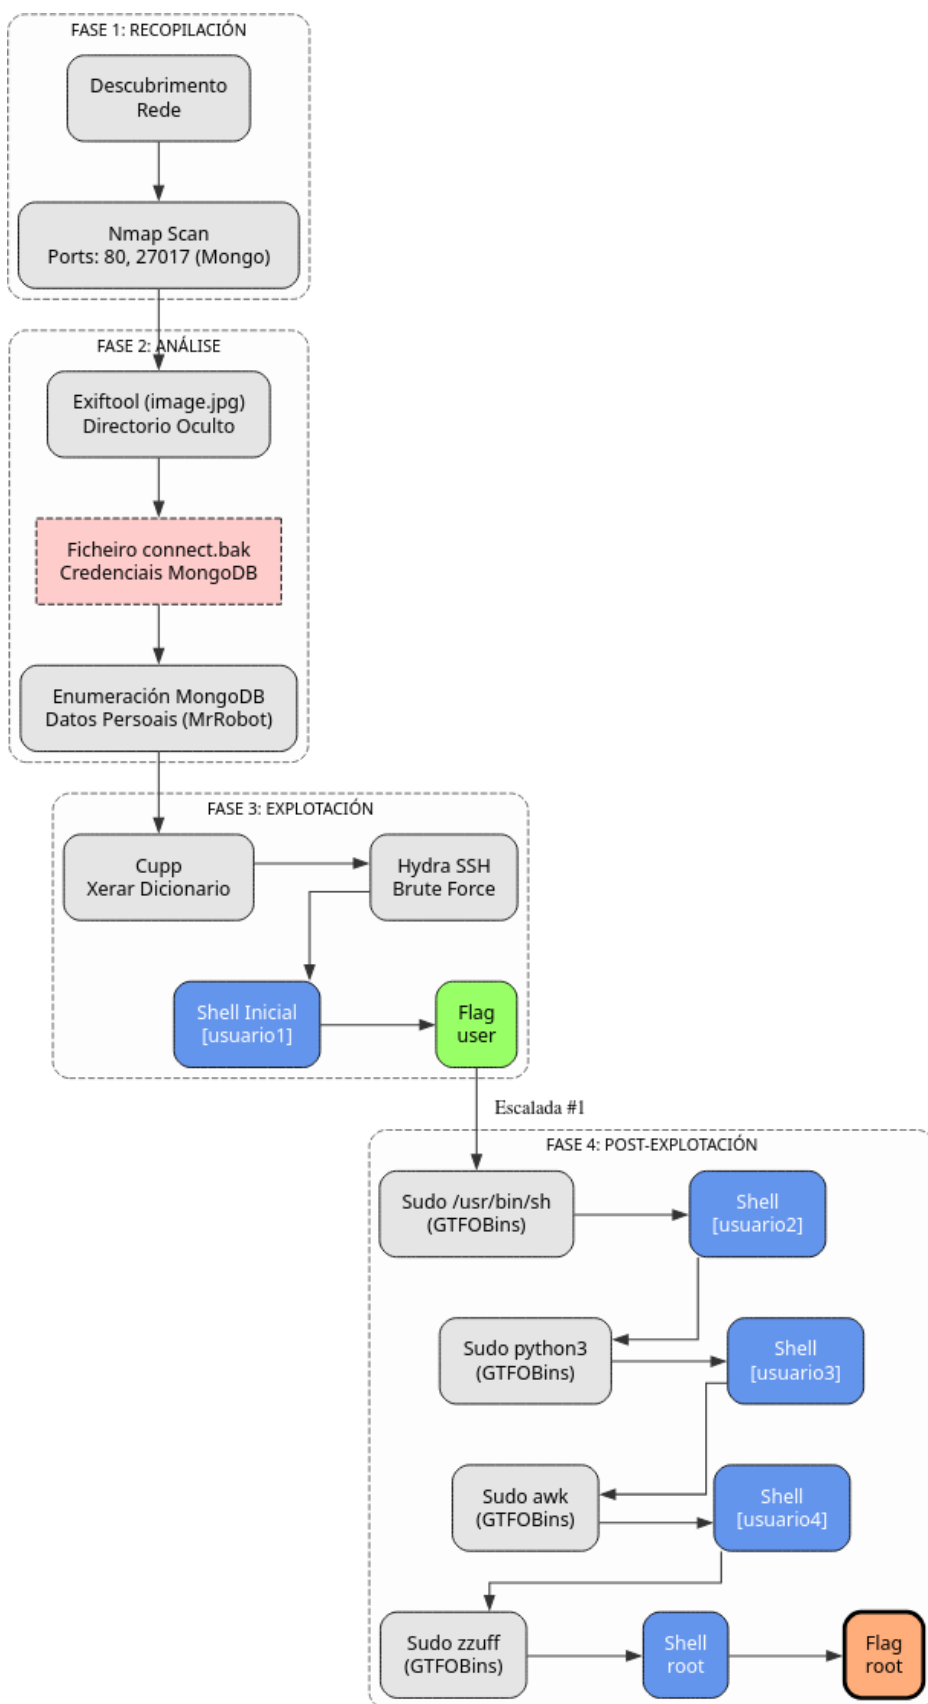 FASE 1: RECOPILACIÓN
Descubrimento
Rede
Nmap Scan
Ports: 80, 27017 (Mongo)
FASE 2: ANÁLISE
Exiftool (image.jpg)
Directorio Oculto
Ficheiro connect.bak
Credenciais MongoDB
Enumeración MongoDB
Datos Persoais (MrRobot)
FASE 3: EXPLOTACIÓN
Cupp
Xerar Dicionario
Hydra SSH
Brute Force
Shell Inicial
[usuario1]
Flag
user
Escalada #1
FASE 4: POST-EXPLOTACIÓN
Sudo /usr/bin/sh
(GTFOBins)
Shell
[usuario2]
Sudo python3
(GTFOBins)
Shell
[usuario3]
Sudo awk
(GTFOBins)
Shell
[usuario4]
Sudo zzuff
(GTFOBins)
Shell
root
Flag
root